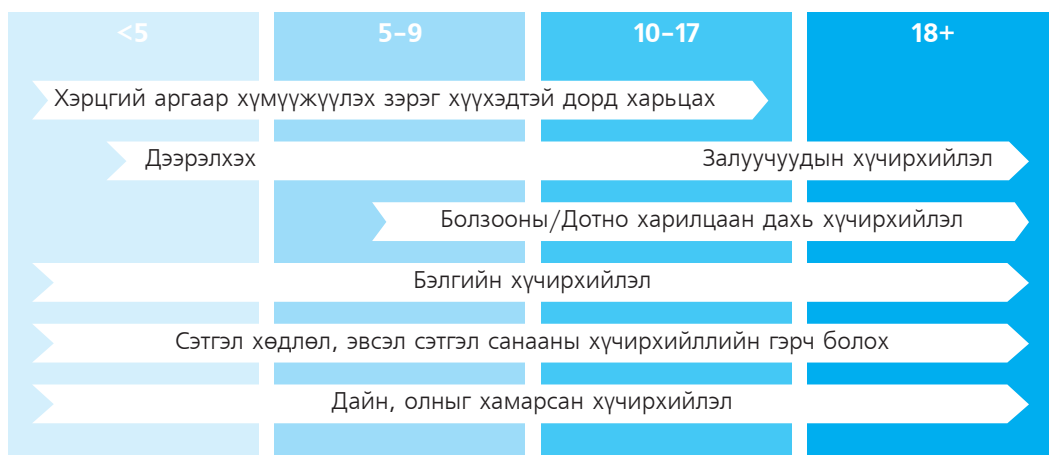 <5 5–9 10–17 18+
Хэрцгий аргаар хүмүүжүүлэх зэрэг хүүхэдтэй дорд харьцах
Дээрэлхэх Залуучуудын хүчирхийлэл
Болзооны/Дотно харилцаан дахь хүчирхийлэл
Бэлгийн хүчирхийлэл
Сэтгэл хөдлөл, эвсэл сэтгэл санааны хүчирхийллийн гэрч болох
Дайн, олныг хамарсан хүчирхийлэл